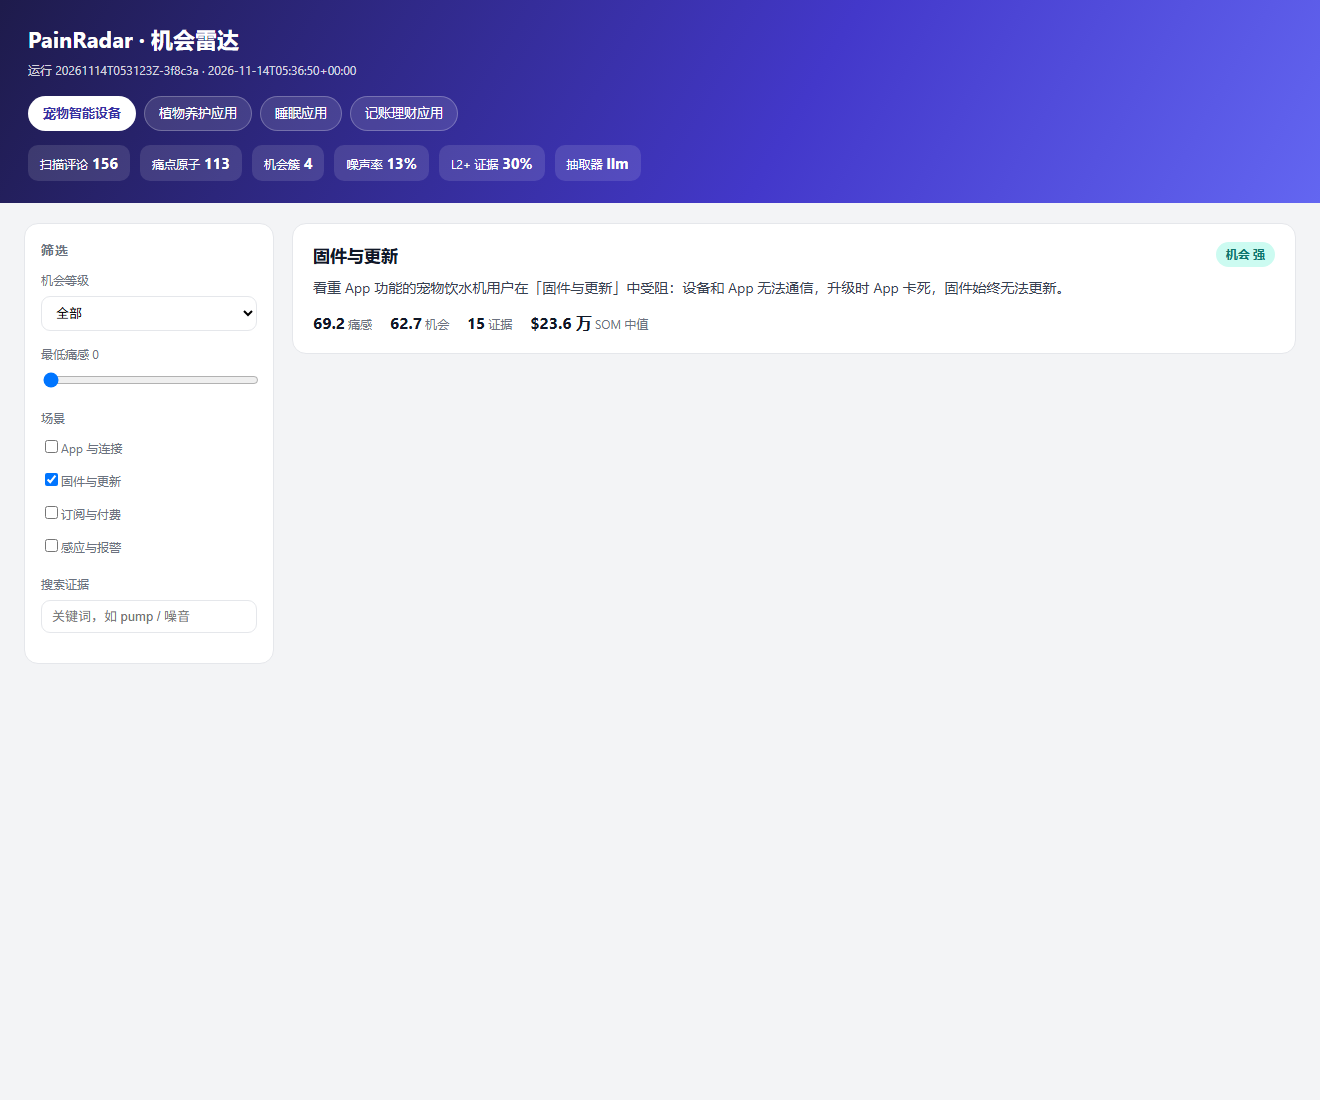 PainRadar · 机会雷达
运行 20261114T053123Z-3f8c3a · 2026-11-14T05:36:50+00:00
宠物智能设备 植物养护应用 睡眠应用 记账理财应用
扫描评论 156 痛点原子 113 机会簇 4 噪声率 13% L2+ 证据 30% 抽取器 llm
筛选
机会等级
全部
最低痛感 0
场景
App 与连接
固件与更新
订阅与付费
感应与报警
搜索证据
关键词，如 pump / 噪音
固件与更新
机会 强
看重 App 功能的宠物饮水机用户在「固件与更新」中受阻：设备和 App 无法通信，升级时 App 卡死，固件始终无法更新。
69.2 痛感 62.7 机会 15 证据 $23.6 万 SOM 中值